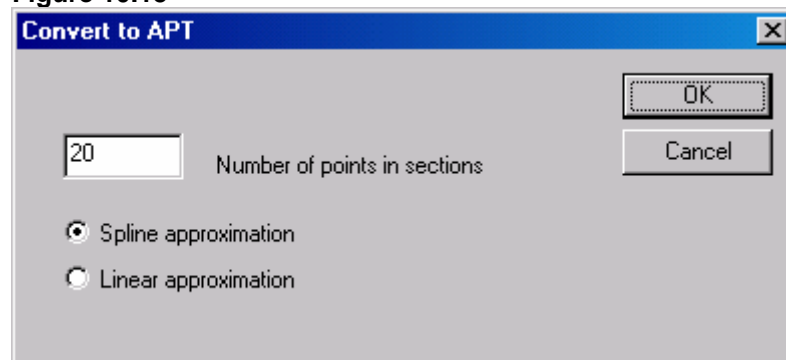 Convert to APT
OK
20
Number of points in sections
Cancel
Spline approximation
Linear approximation